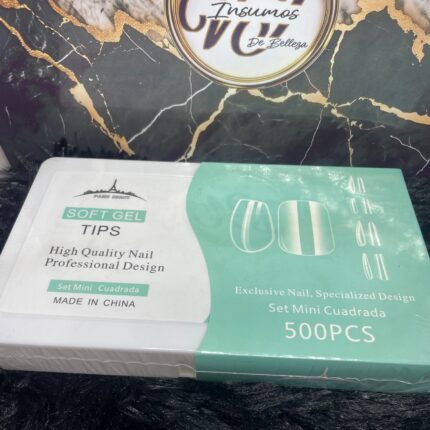 Insumos
De Belleza
SOFT GEL
TIPS
High Quality Nail
Professional Design
Set Mini Cuadrada
MADE IN CHINA
Exclusive Nail, Specialized Design
Set Mini Cuadrada
500PCS